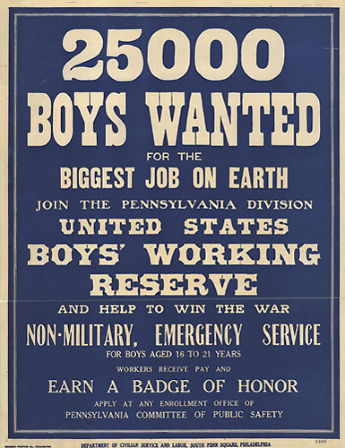 25000
BOYS WANTED
FOR THE
BIGGEST JOB ON EARTH
JOIN THE PENNSYLVANIA DIVISION
UNITED STATES
BOYS' WORKING
RESERVE
AND HELP TO WIN THE WAR
NON-MILITARY, EMERGENCY SERVICE
FOR BOYS AGED 16 TO 21 YEARS
WORKERS RECEIVE PAY AND
EARN A BADGE OF HONOR
APPLY AT ANY ENROLLMENT OFFICE OF
PENNSYLVANIA COMMITTEE OF PUBLIC SAFETY
DEPARTMENT OF CIVILIAN SERVICE AND LABOR, SOUTH PENN SQUARE, PHILADELPHIA